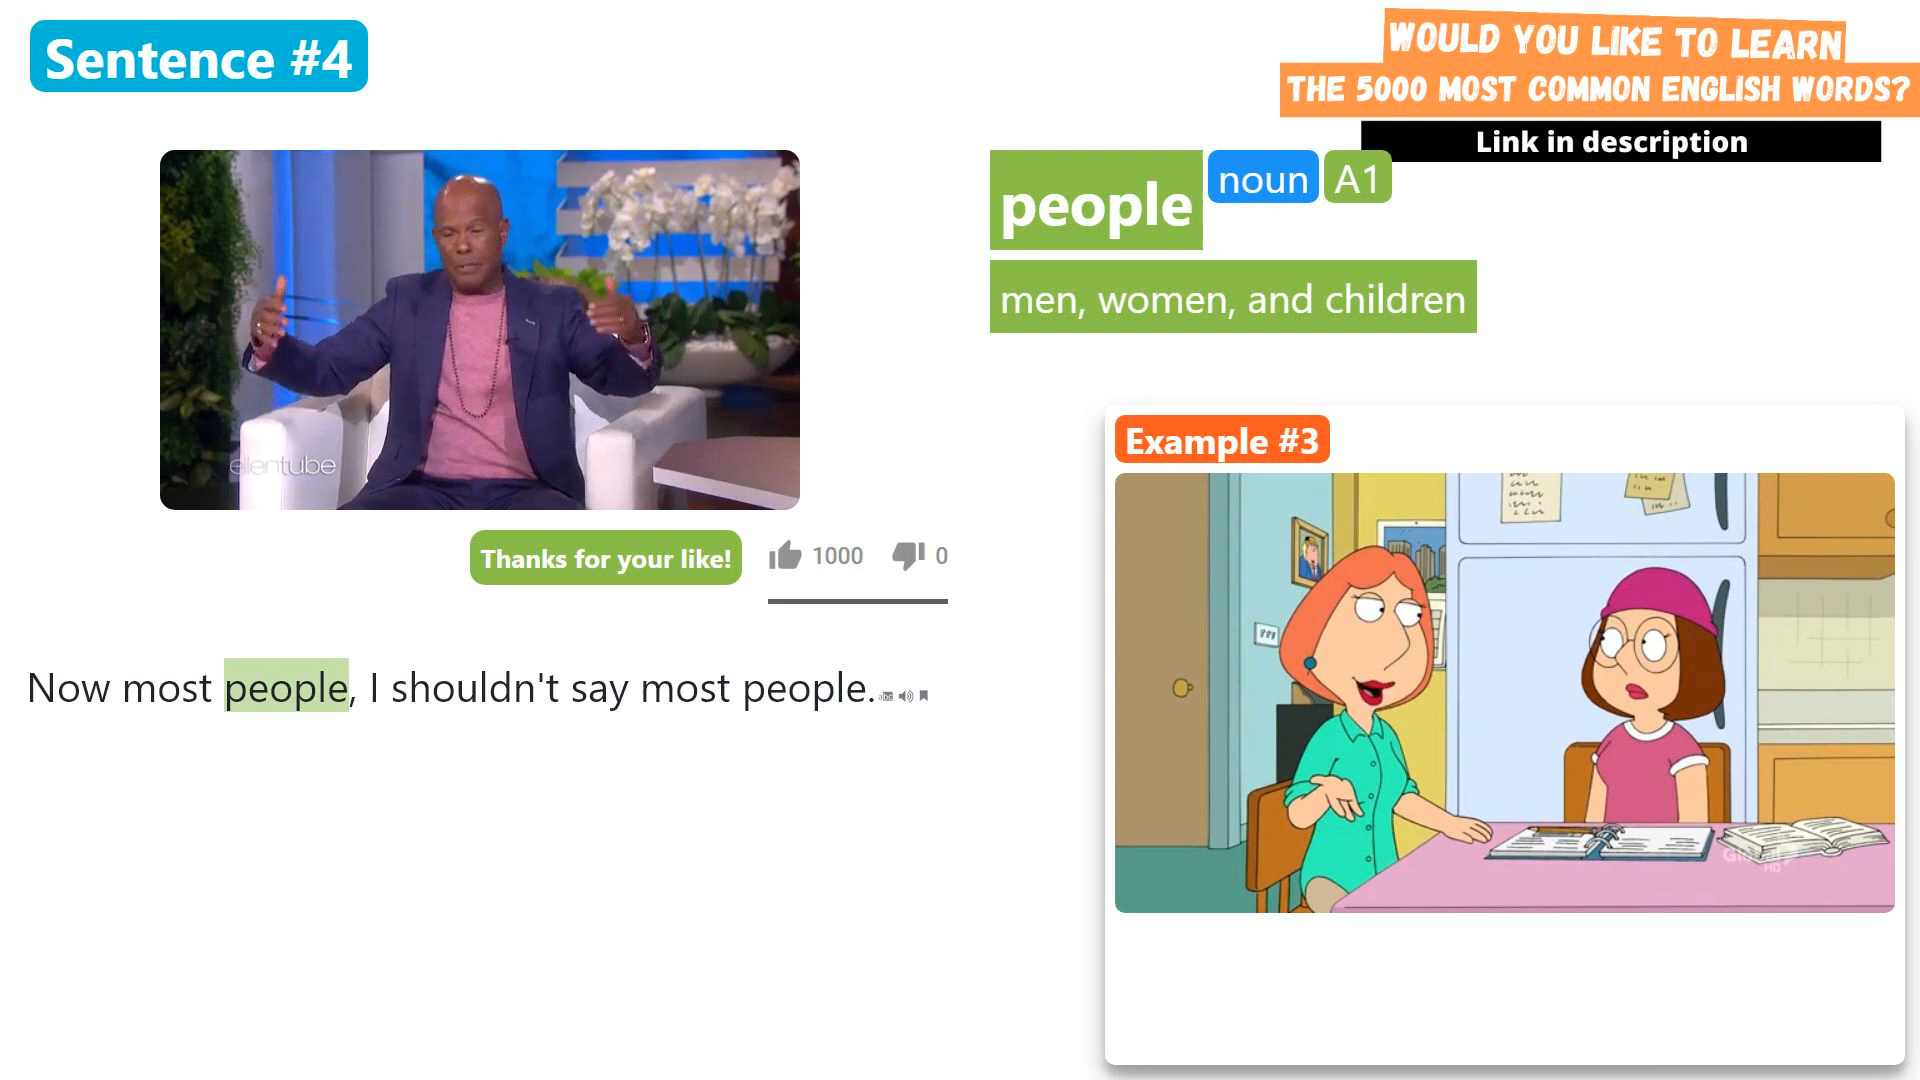 Sentence #4
WOULD YOU LIKE TO LEARN
THE 5000 MOST COMMON ENGLISH WORDS?
Link in description
people noun A1
men, women, and children
ellentube
Thanks for your like! 1000 0
Now most people, I shouldn't say most people.
Example #3